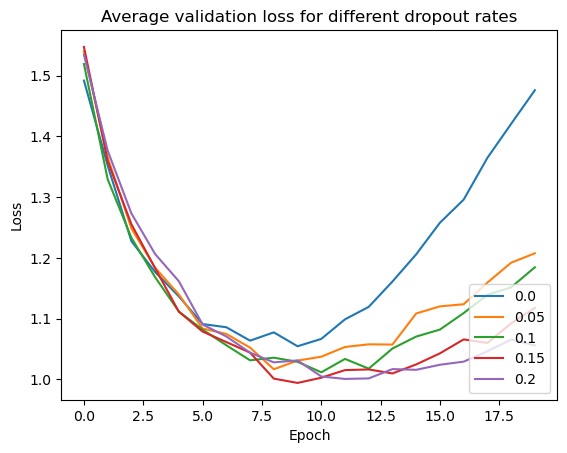 Average validation loss for different dropout rates
Loss
1.5
1.4
1.3
1.2
1.1
1.0
0.0
0.05
0.1
0.15
0.2
0.0 2.5 5.0 7.5 10.0 12.5 15.0 17.5
Epoch